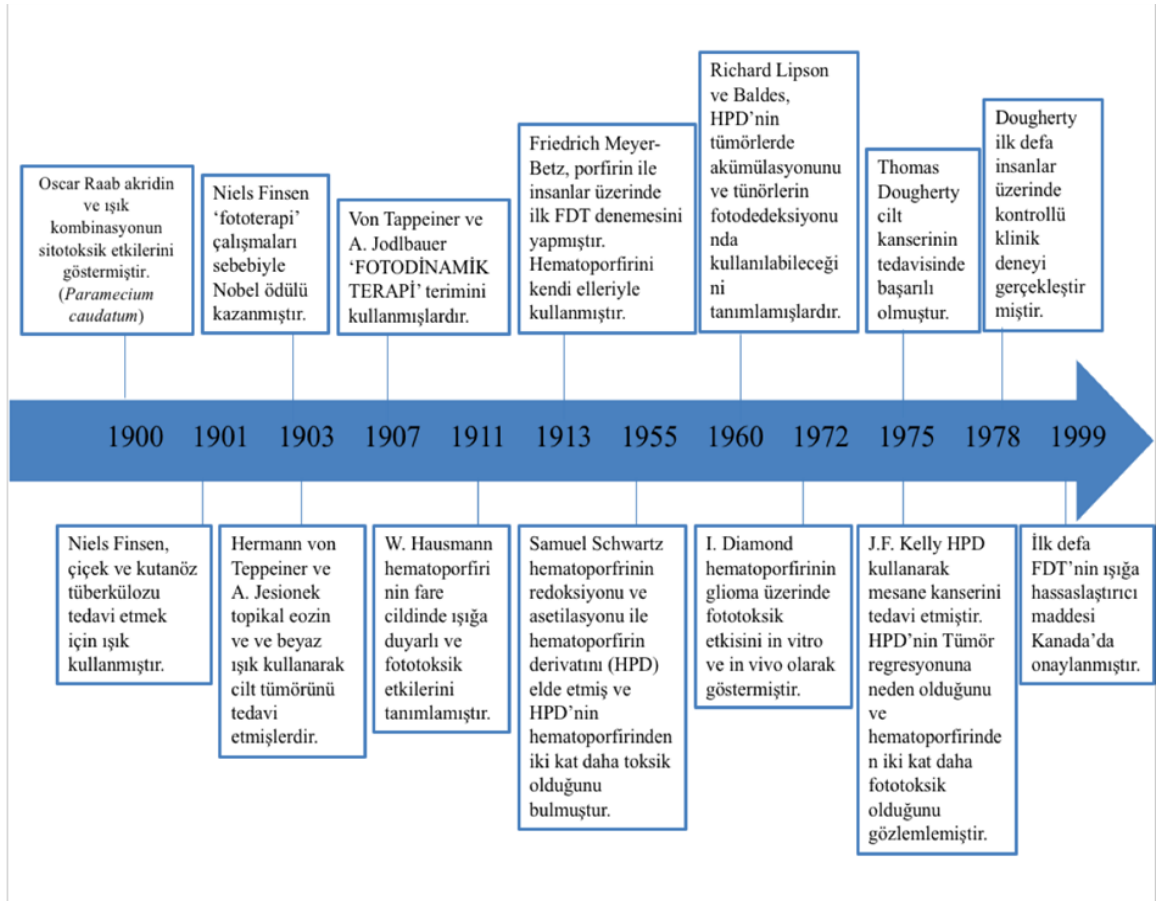 Oscar Raab akridin
ve ışık
kombinasyonun
sitotoksik etkilerini
göstermiştir.
(Paramecium
caudatum)
Niels Finsen
‘fototerapi’
çalışmaları
sebebiyle
Nobel ödülü
kazanmıştır.
Von Tappeiner ve
A. Jodlbauer
‘FOTODİNAMİK
TERAPİ’ terimini
kullanmışlardır.
Friedrich Meyer-
Betz, porfirin ile
insanlar üzerinde
ilk FDT denemesini
yapmıştır.
Hematoporfirini
kendi elleriyle
kullanmıştır.
Richard Lipson
ve Baldes,
HPD’nin
tümörlerde
akümülasyonunu
ve tünörlerin
fotodedeksiyonu
nda
kullanılabileceği
ni
tanımlamışlardır.
Thomas
Dougherty
cilt
kanserinin
tedavisinde
başarılı
olmuştur.
Dougherty
ilk defa
insanlar
üzerinde
kontrollü
klinik
deneyi
gerçekleştir
miştir.
1900 1901 1903 1907 1911 1913 1955 1960 1972 1975 1978 1999
Niels Finsen,
çiçek ve kutanöz
tüberkülozu
tedavi etmek
için ışık
kullanmıştır.
Hermann von
Teppeiner ve
A. Jesionek
topikal eozin
ve ve beyaz
ışık kullanarak
cilt tümörünü
tedavi
etmişlerdir.
W. Hausmann
hematoporfiri
nin fare
cildinde ışığa
duyarlı ve
fototoksik
etkilerini
tanımlamıştır.
Samuel Schwartz
hematoporfrinin
redoksiyonu ve
asetilasyonu ile
hematoporfirin
derivatını (HPD)
elde etmiş ve
HPD’nin
hematoporfirinden
iki kat daha toksik
olduğunu
bulmuştur.
I. Diamond
hematoporfirinin
glioma üzerinde
fototoksik
etkisini in vitro
ve in vivo olarak
göstermiştir.
J.F. Kelly HPD
kullanarak
mesane kanserini
tedavi etmiştir.
HPD’nin Tümör
regresyonuna
neden olduğunu
ve
hematoporfirinde
n iki kat daha
fototoksik
olduğunu
gözlemlemiştir.
İlk defa
FDT’nin ışığa
hassaslaştırıcı
maddesi
Kanada’da
onaylanmıştır.